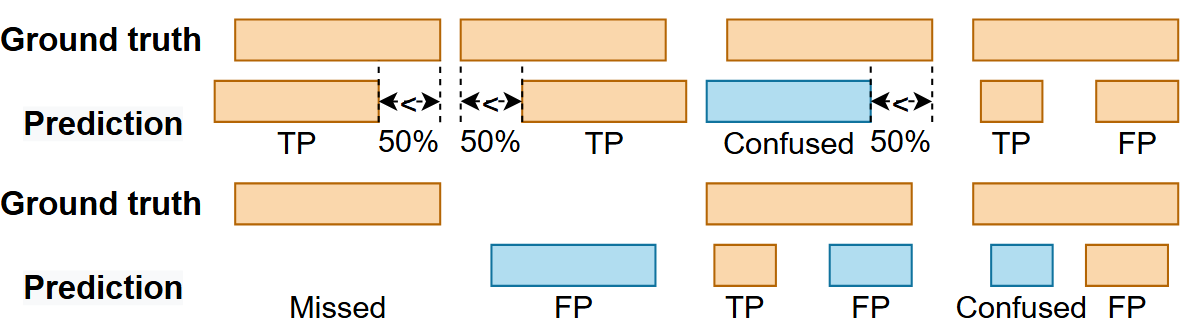 Ground truth
< < <
Prediction
TP 50% 50% TP Confused 50% TP FP
Ground truth
Prediction
Missed FP TP FP Confused FP